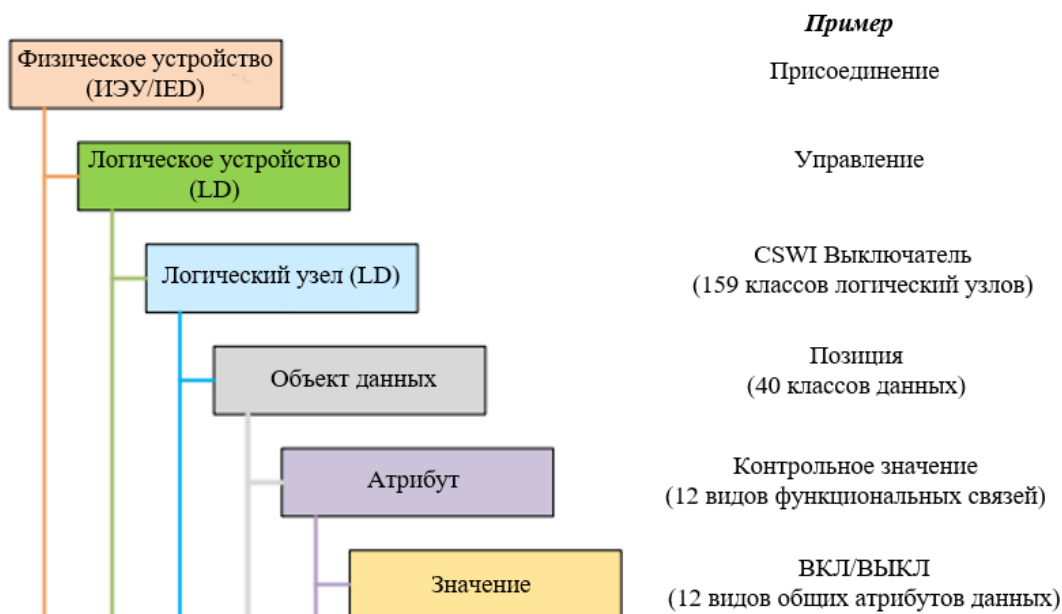 Пример
Физическое устройство
(ИЭУ/IED)
Присоединение
Логическое устройство
(LD)
Управление
Логический узел (LD)
CSWI Выключатель
(159 классов логический узлов)
Объект данных
Позиция
(40 классов данных)
Атрибут
Контрольное значение
(12 видов функциональных связей)
Значение
ВКЛ/ВЫКЛ
(12 видов общих атрибутов данных)